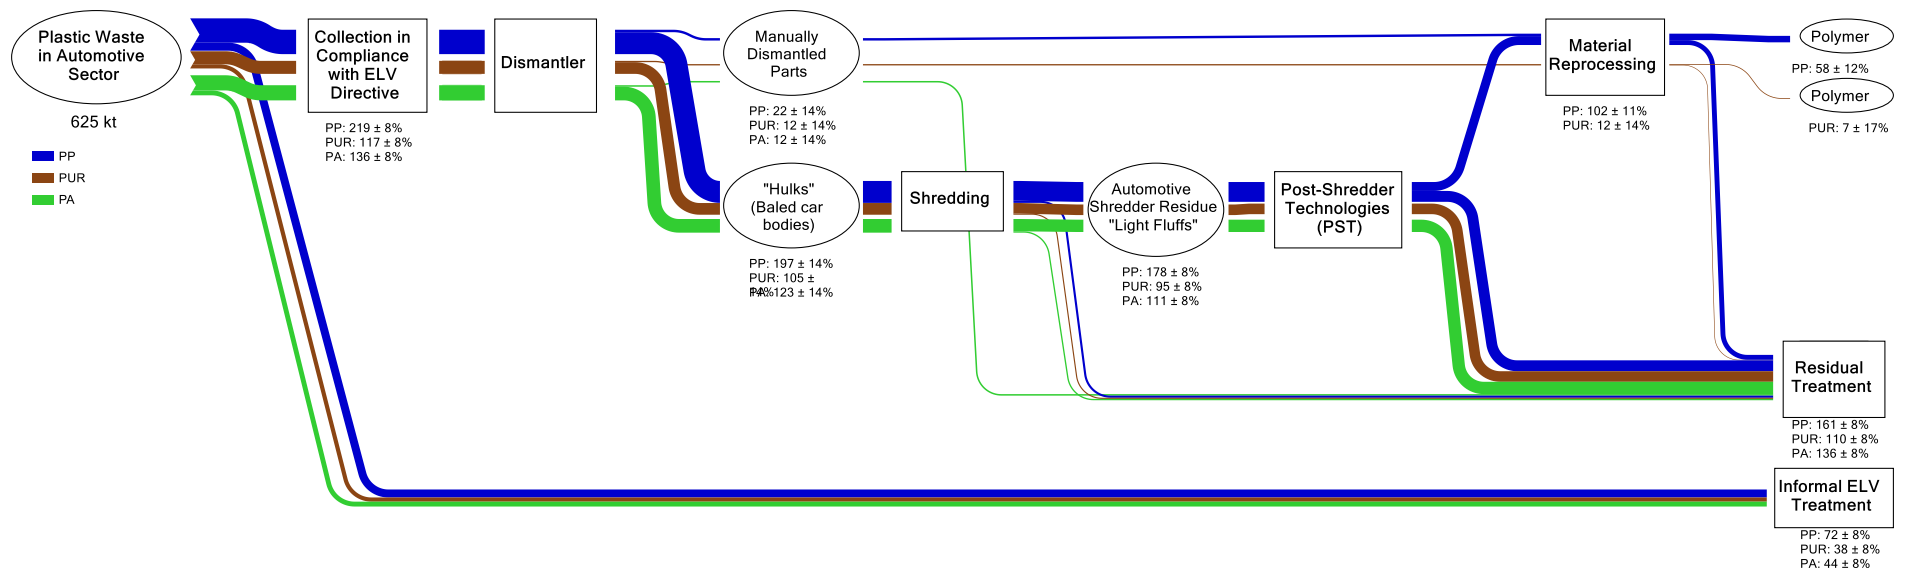 Plastic Waste
in Automotive
Sector
625 kt
PP
PUR
PA
Collection in
Compliance
with ELV
Directive
PP: 219 ± 8%
PUR: 117 ± 8%
PA: 136 ± 8%
Dismantler
Manually
Dismantled
Parts
PP: 22 ± 14%
PUR: 12 ± 14%
PA: 12 ± 14%
"Hulks"
(Baled car
bodies)
PP: 197 ± 14%
PUR: 105 ±
14%
PA: 123 ± 14%
Shredding
Automotive
Shredder Residue
"Light Fluffs"
PP: 178 ± 8%
PUR: 95 ± 8%
PA: 111 ± 8%
Post-Shredder
Technologies
(PST)
Material
Reprocessing
PP: 102 ± 11%
PUR: 12 ± 14%
Polymer
PP: 58 ± 12%
Polymer
PUR: 7 ± 17%
Residual
Treatment
PP: 161 ± 8%
PUR: 110 ± 8%
PA: 136 ± 8%
Informal ELV
Treatment
PP: 72 ± 8%
PUR: 38 ± 8%
PA: 44 ± 8%